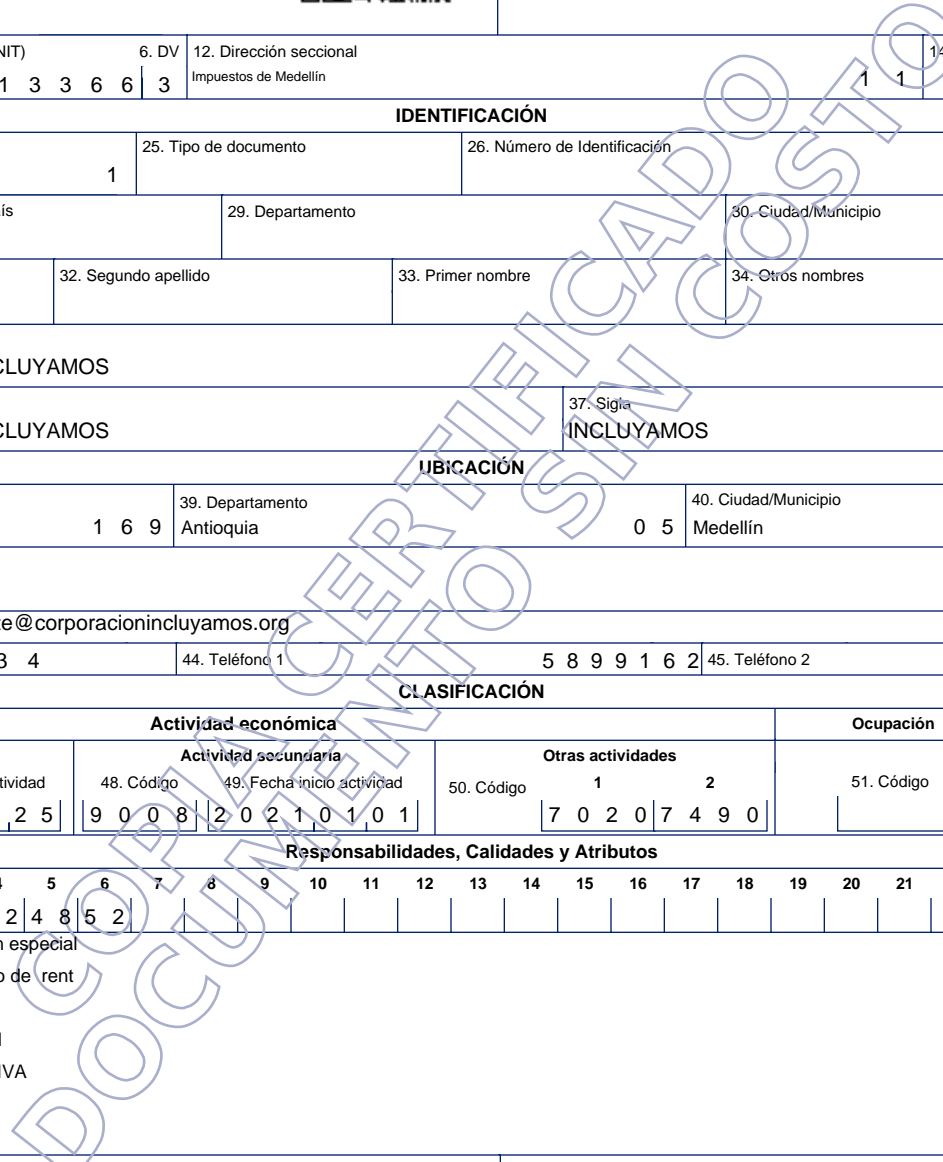 NIT) 6. DV 12. Dirección seccional 14
1 3 3 6 6 3 Impuestos de Medellín 1 1
IDENTIFICACIÓN
25. Tipo de documento 26. Número de Identificación
1
ís 29. Departamento 30. Ciudad/Municipio
32. Segundo apellido 33. Primer nombre 34. Otros nombres
CLUYAMOS
37. Sigla
CLUYAMOS INCLUYAMOS
UBICACIÓN
39. Departamento 40. Ciudad/Municipio
1 6 9 Antioquia 0 5 Medellín
te@corporacionincluyamos.org
3 4 44. Teléfono 1 5 8 9 9 1 6 2 45. Teléfono 2
CLASIFICACIÓN
Actividad económica Ocupación
Actividad secundaria Otras actividades
tividad 48. Código 49. Fecha inicio actividad 50. Código 1 2 51. Código
2 5 9 0 0 8 2 0 2 1 0 1 0 1 7 0 2 0 7 4 9 0
Responsabilidades, Calidades y Atributos
4 5 6 7 8 9 10 11 12 13 14 15 16 17 18 19 20 21
2 4 8 5 2
n especial
o de rent
IVA
COPIA CERTIFICADO
DOCUMENTO SIN COSTO